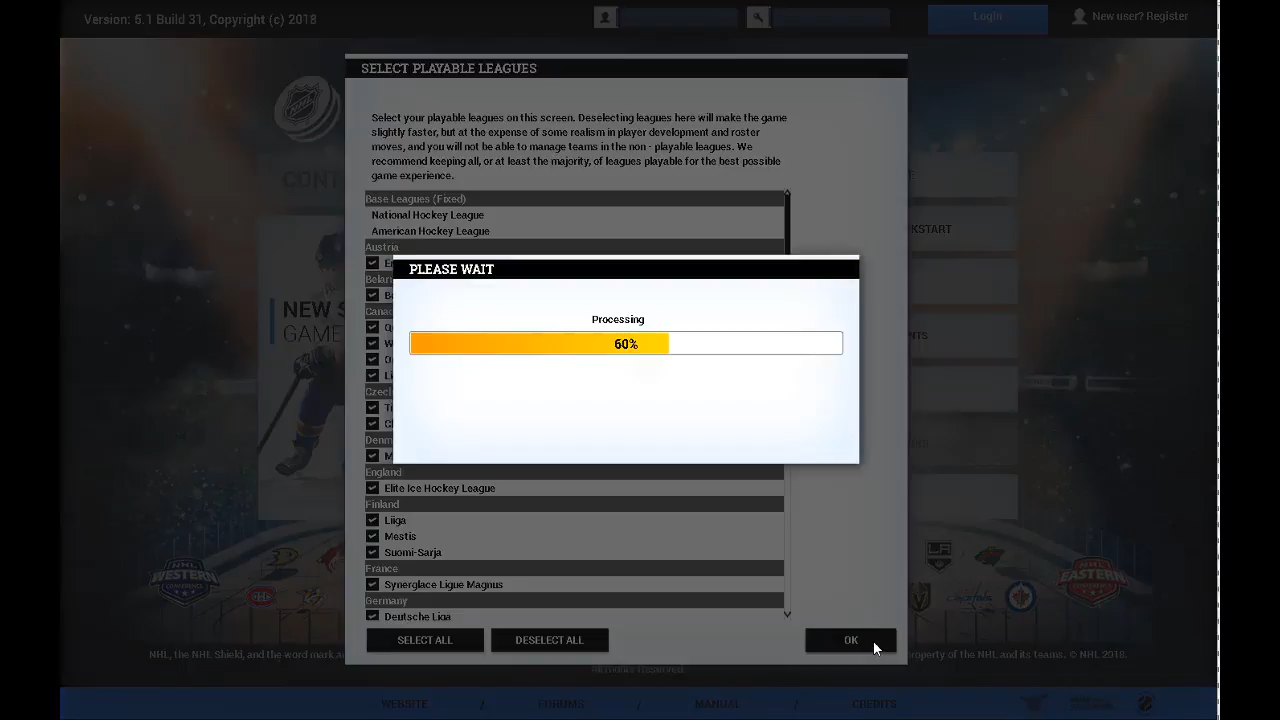 Version: 5.1 Build 31, Copyright (c) 2018
Login
New user? Register
SELECT PLAYABLE LEAGUES
Select your playable leagues on this screen. Deselecting leagues here will make the game
slightly faster, but at the expense of some realism in player development and roster
moves, and you will not be able to manage teams in the non - playable leagues. We
recommend keeping all, or at least the majority, of leagues playable for the best possible
game experience.
Base Leagues (Fixed)
National Hockey League
American Hockey League
Austria
PLEASE WAIT
Processing
60%
NEW
GAME
England
Elite Ice Hockey League
Finland
Liiga
Mestis
Suomi-Sarja
France
Synerglace Ligue Magnus
Germany
Deutsche Liga
SELECT ALL
DESELECT ALL
OK
NHL
WESTERN
EASTERN
NHL, the NHL Shield, and the word mark
property of the NHL and its teams. © NHL 2018.
Reserved.
WEBSITE / FORUMS / MANUAL / CREDITS